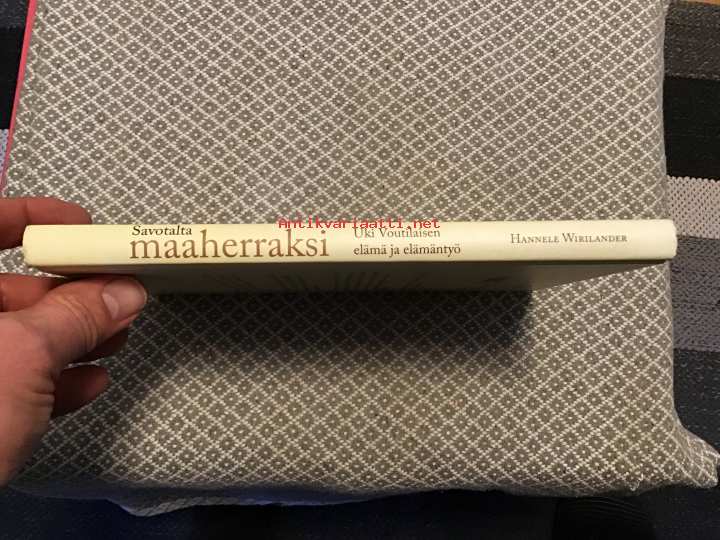 Savotalta
maaherraksi
Uki Voutilaisen
elämä ja elämäntyö
HANNELE WIRILANDER
Antikvariaatti.net